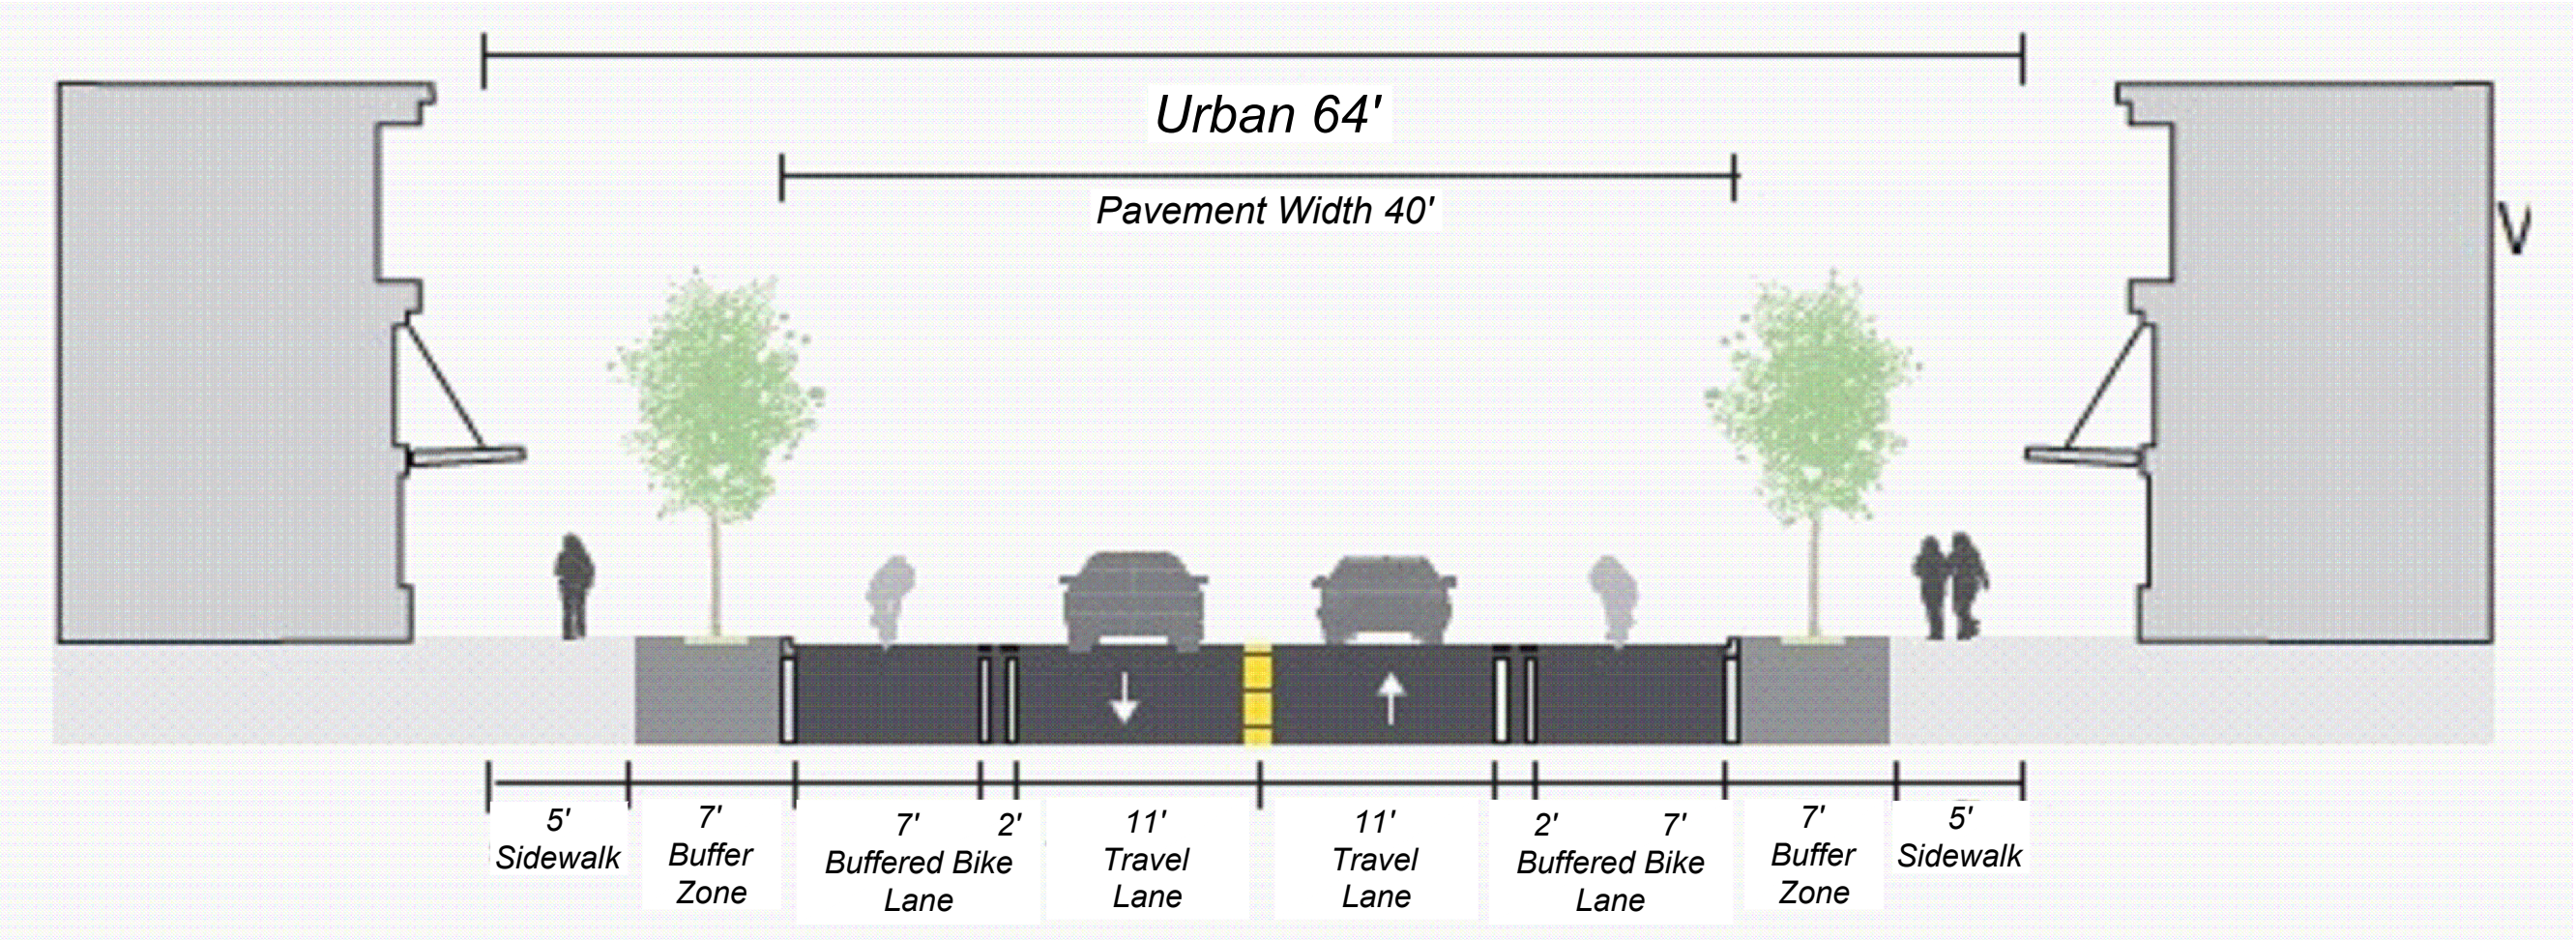 Urban 64'
Pavement Width 40'
V
5'
Sidewalk
7'
Buffer
Zone
7' 2'
Buffered Bike
Lane
11'
Travel
Lane
11'
Travel
Lane
2' 7'
Buffered Bike
Lane
7'
Buffer
Zone
5'
Sidewalk